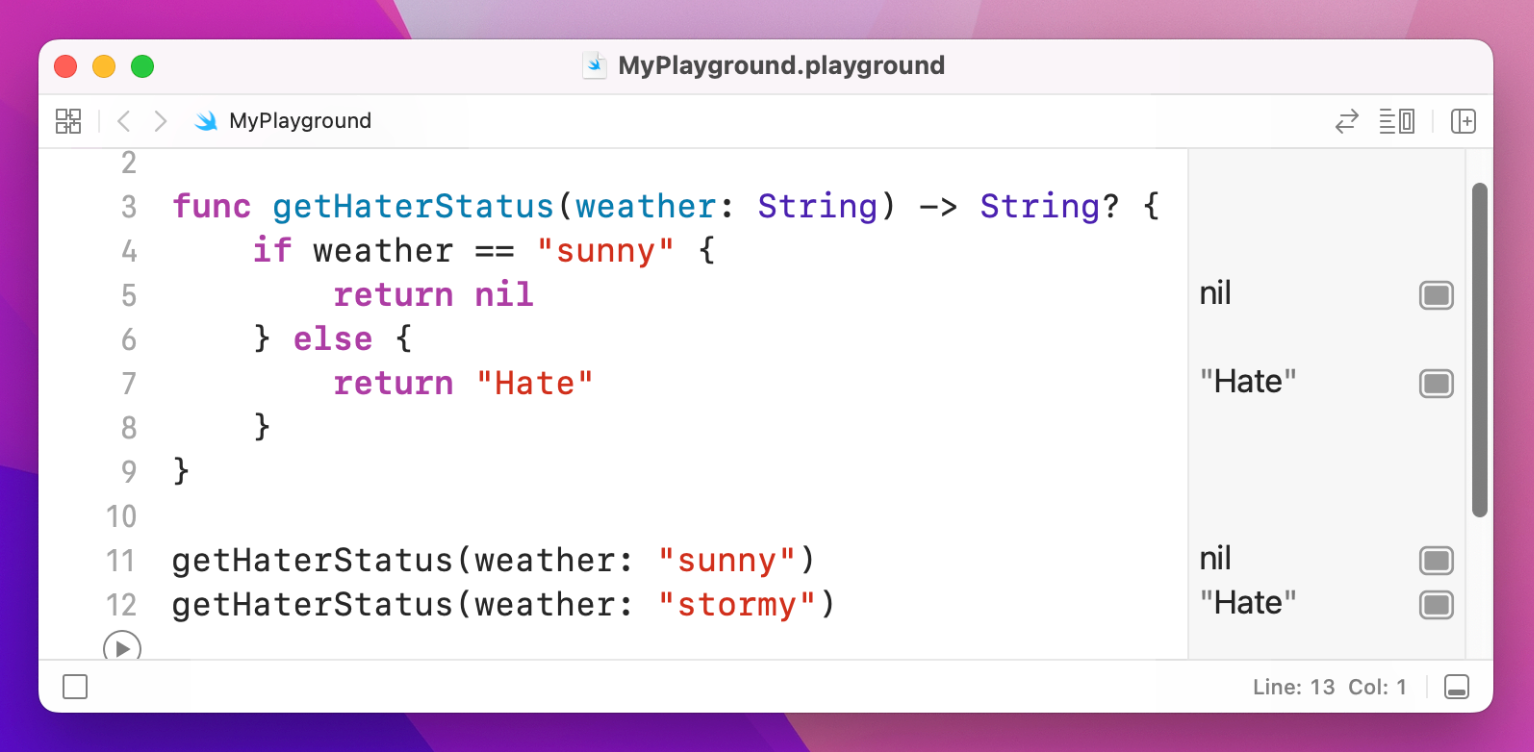 MyPlayground.playground
MyPlayground
2
3 func getHaterStatus(weather: String) -> String? {
4     if weather == "sunny" {
5         return nil nil
6     } else {
7         return "Hate" "Hate"
8     }
9 }
10
11 getHaterStatus(weather: "sunny") nil
12 getHaterStatus(weather: "stormy") "Hate"
Line: 13 Col: 1